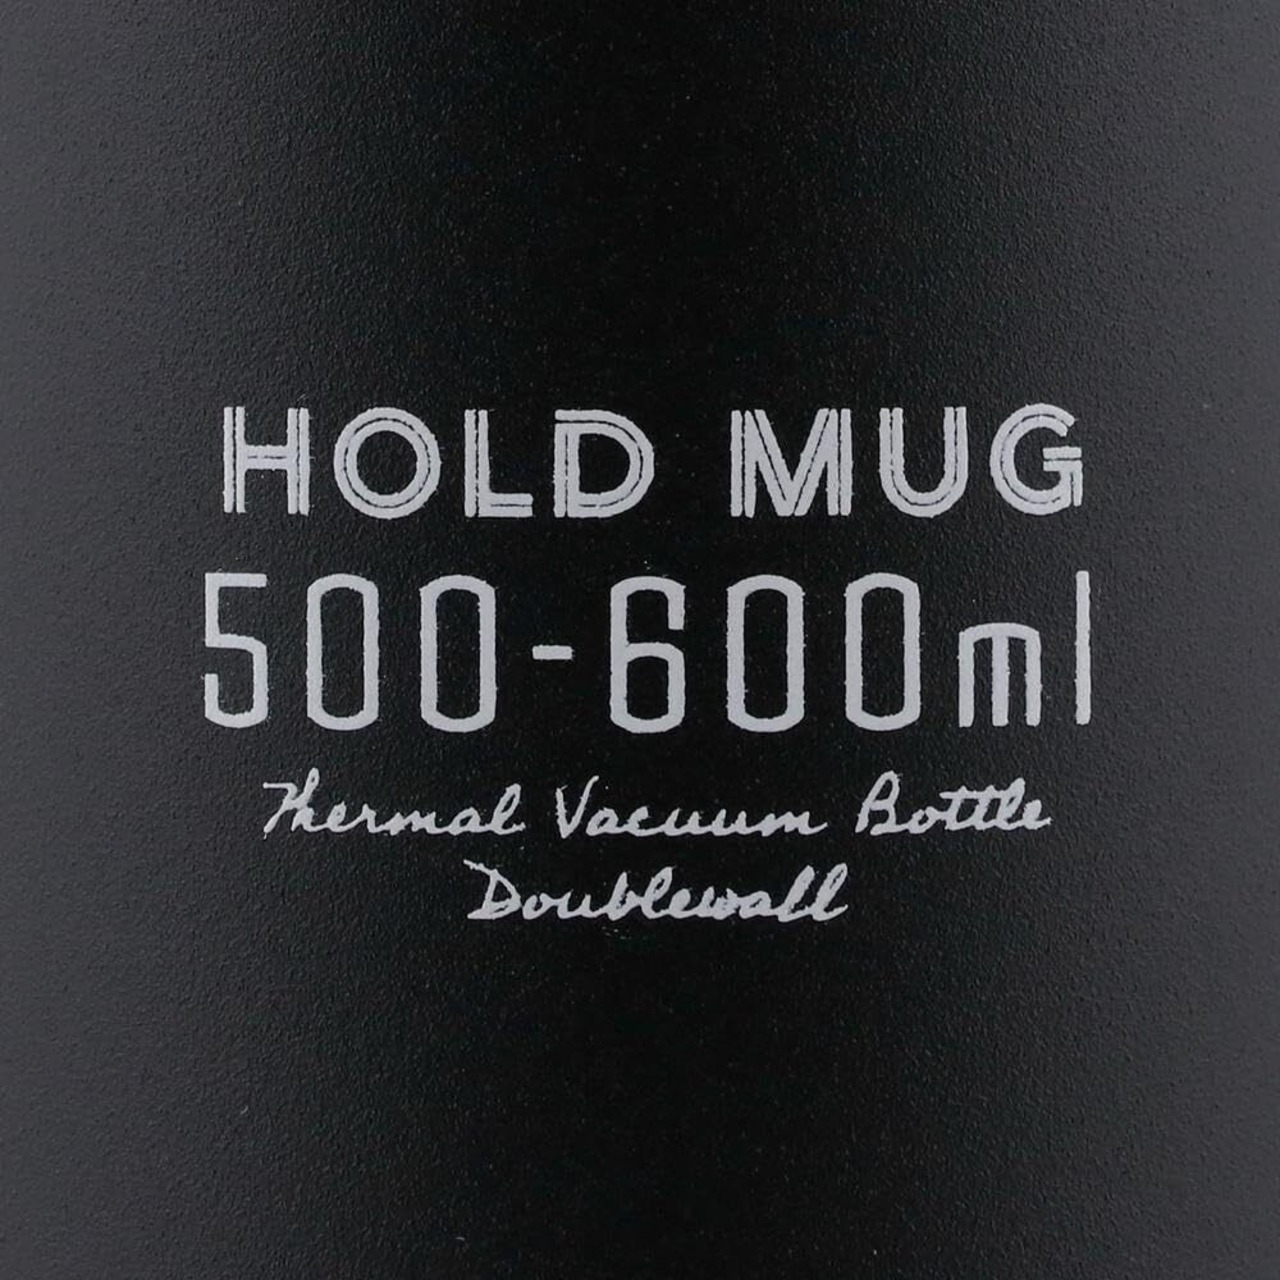 HOLD MUG
500-600ml
Thermal Vacuum Bottle
Doublewall